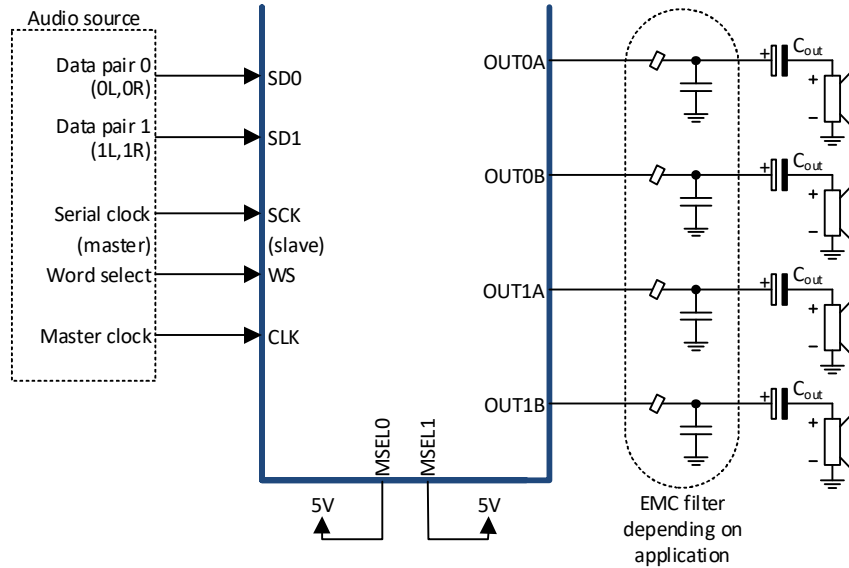 Audio source
Data pair 0
(0L,0R)
Data pair 1
(1L,1R)
Serial clock
(master)
Word select
Master clock
SD0
SD1
SCK
(slave)
WS
CLK
MSEL0
MSEL1
5V
5V
OUT0A
OUT0B
OUT1A
OUT1B
+
Cout
+
–
+
Cout
+
–
+
Cout
+
–
+
Cout
+
–
EMC filter
depending on
application